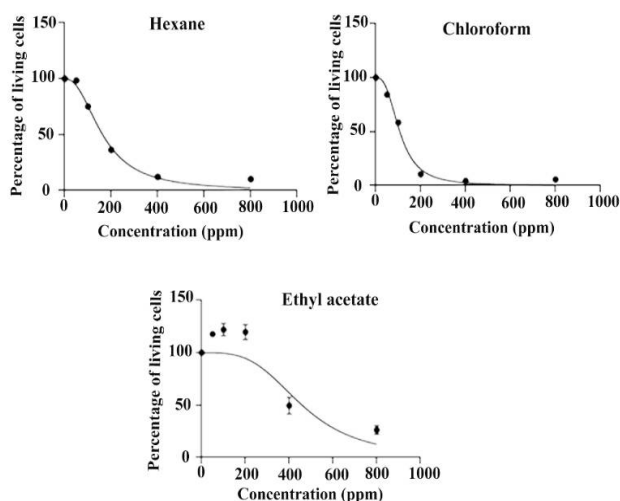 Hexane
Percentage of living cells
150
100
50
0
0 200 400 600 800 1000
Concentration (ppm)
Chloroform
Percentage of living cells
150
100
50
0
0 200 400 600 800 1000
Concentration (ppm)
Ethyl acetate
Percentage of living cells
150
100
50
0
0 200 400 600 800 1000
Concentration (ppm)